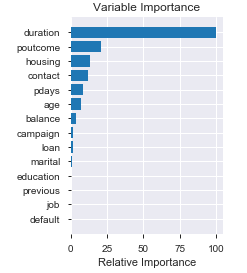 Variable Importance
duration
poutcome
housing
contact
pdays
age
balance
campaign
loan
marital
education
previous
job
default
0 25 50 75 100
Relative Importance